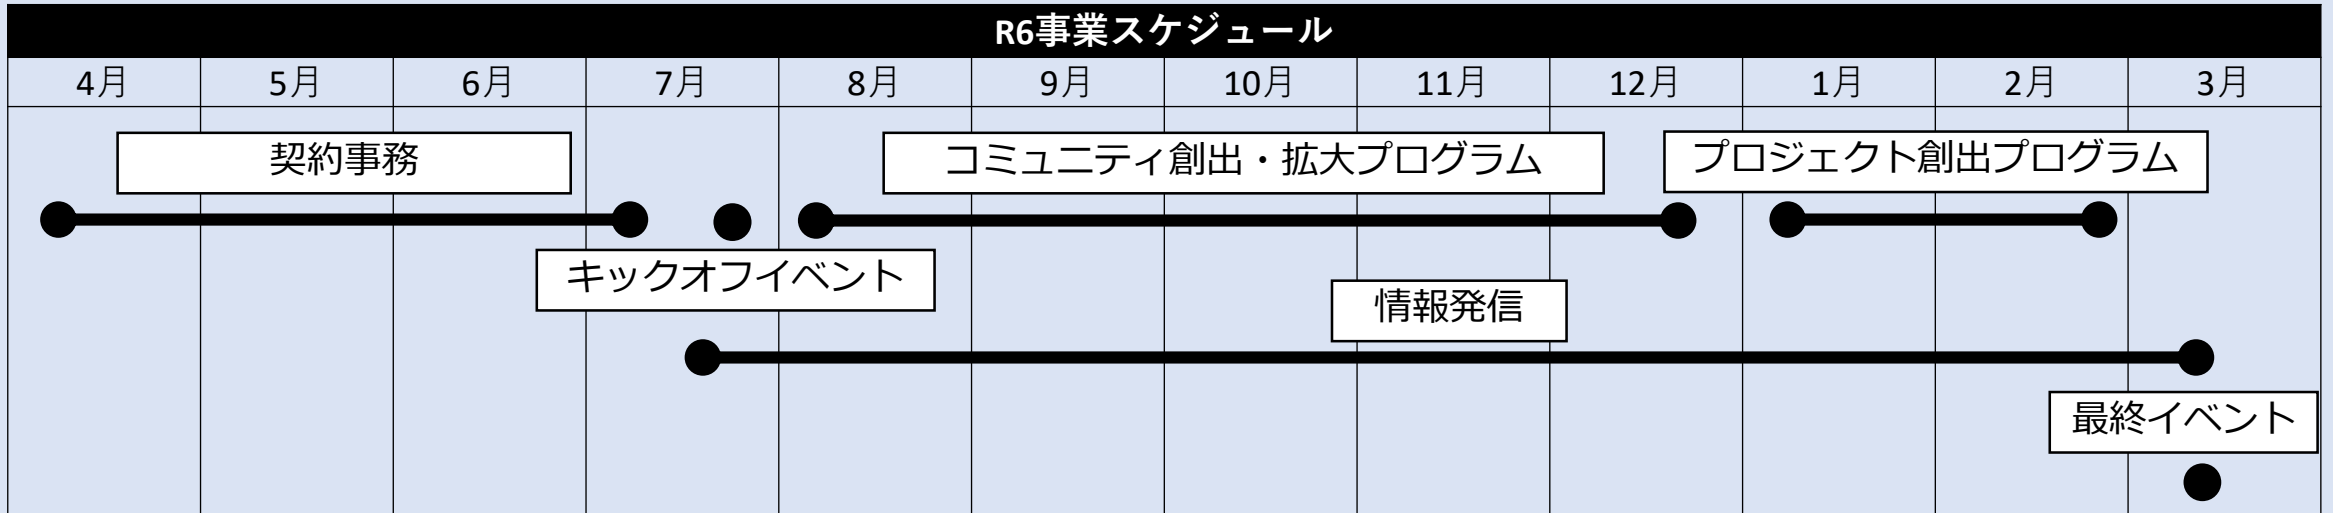 R6事業スケジュール
4月 5月 6月 7月 8月 9月 10月 11月 12月 1月 2月 3月
契約事務
コミュニティ創出・拡大プログラム
プロジェクト創出プログラム
キックオフイベント
情報発信
最終イベント